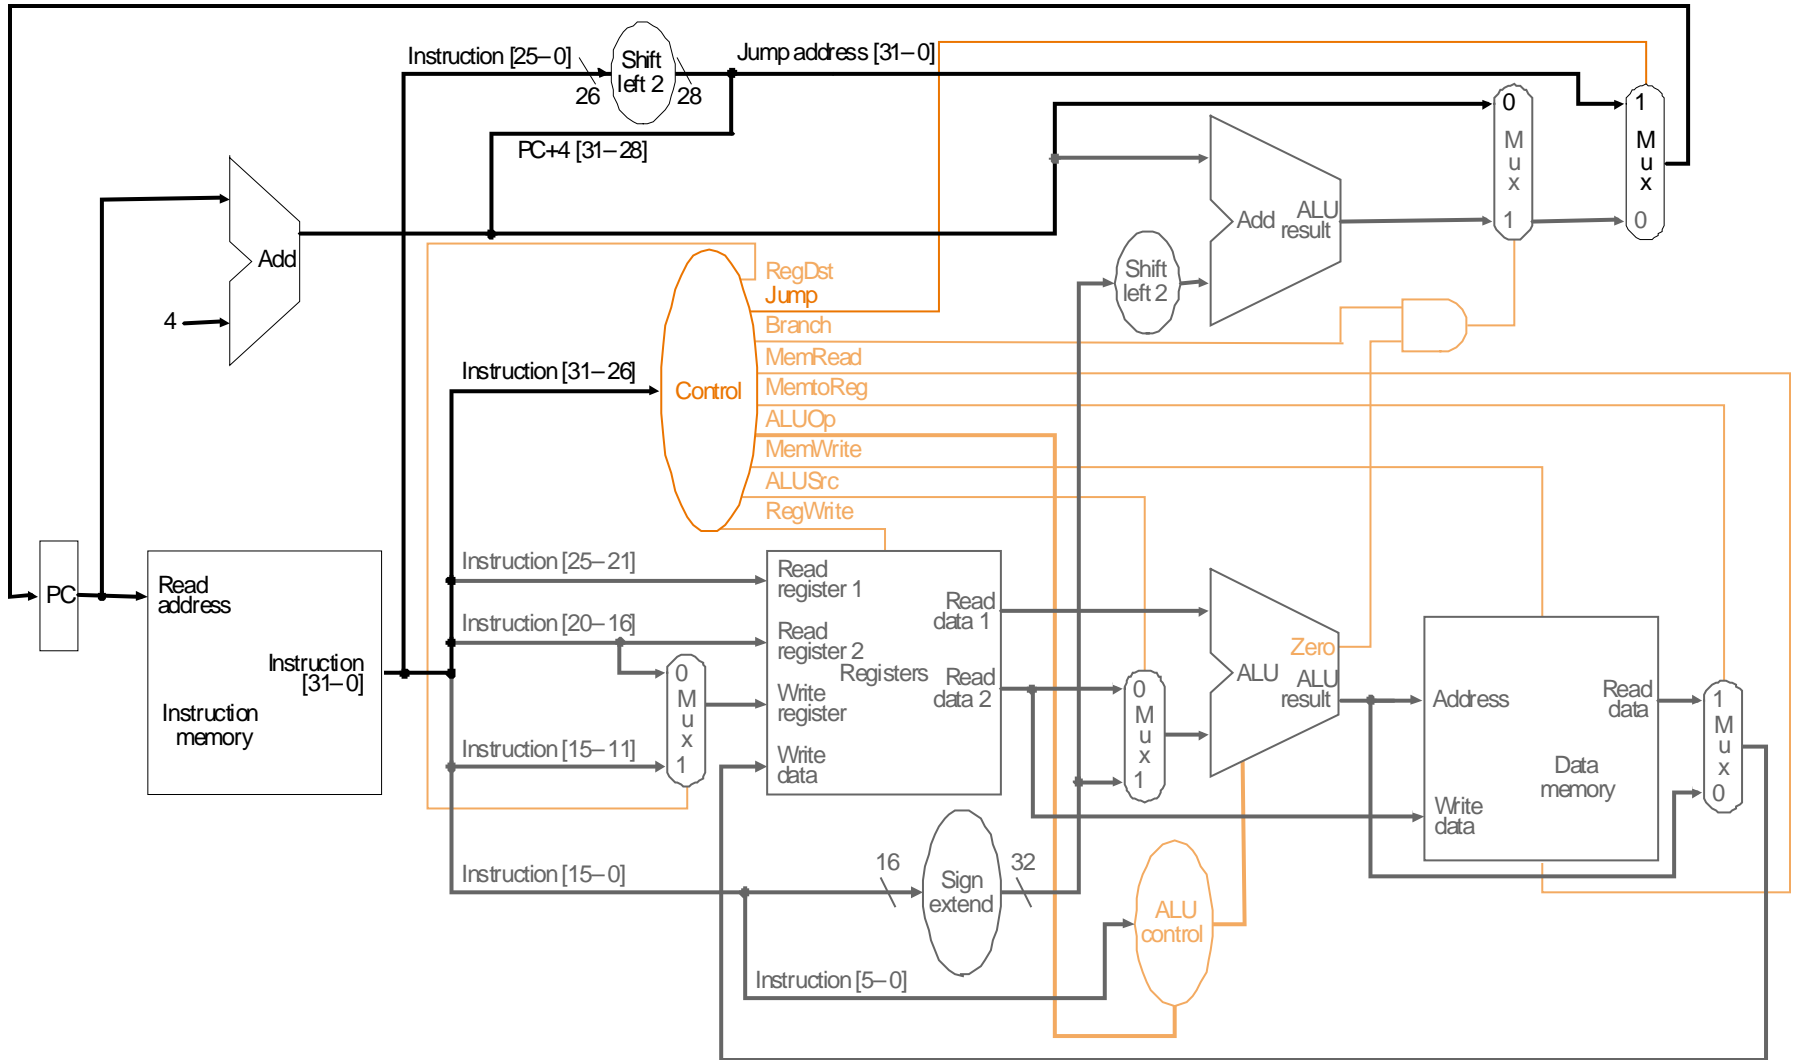 Instruction [25–0]
Shift
left 2
Jump address [31–0]
26
28
PC+4 [31–28]
0
M
u
x
1
1
M
u
x
0
Add
4
Add
ALU
result
Shift
left 2
RegDst
Jump
Branch
MemRead
MemtoReg
ALUOp
MemWrite
ALUSrc
RegWrite
Instruction [31–26]
Control
PC
Read
address
Instruction
[31–0]
Instruction
memory
Instruction [25–21]
Instruction [20–16]
0
M
u
x
1
Instruction [15–11]
Read
register 1
Read
register 2
Registers
Write
register
Write
data
Read
data 1
Read
data 2
0
M
u
x
1
Zero
ALU
ALU
result
Address
Read
data
Data
memory
Write
data
1
M
u
x
0
Instruction [15–0]
16
Sign
extend
32
ALU
control
Instruction [5–0]